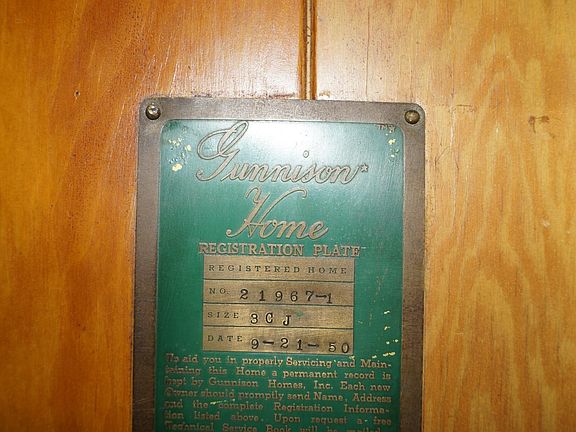 Gunnison*
Home
REGISTRATION PLATE
REGISTERED HOME
NO. 21967-1
SIZE 3CJ
DATE 9-21-50
To aid you in properly Servicing and Main-
taining this Home a permanent record is
kept by Gunnison Homes, Inc. Each new
Owner should promptly send Name, Address
and the complete Registration Informa-
tion listed above. Upon request a free
Technical Service Book will be mailed